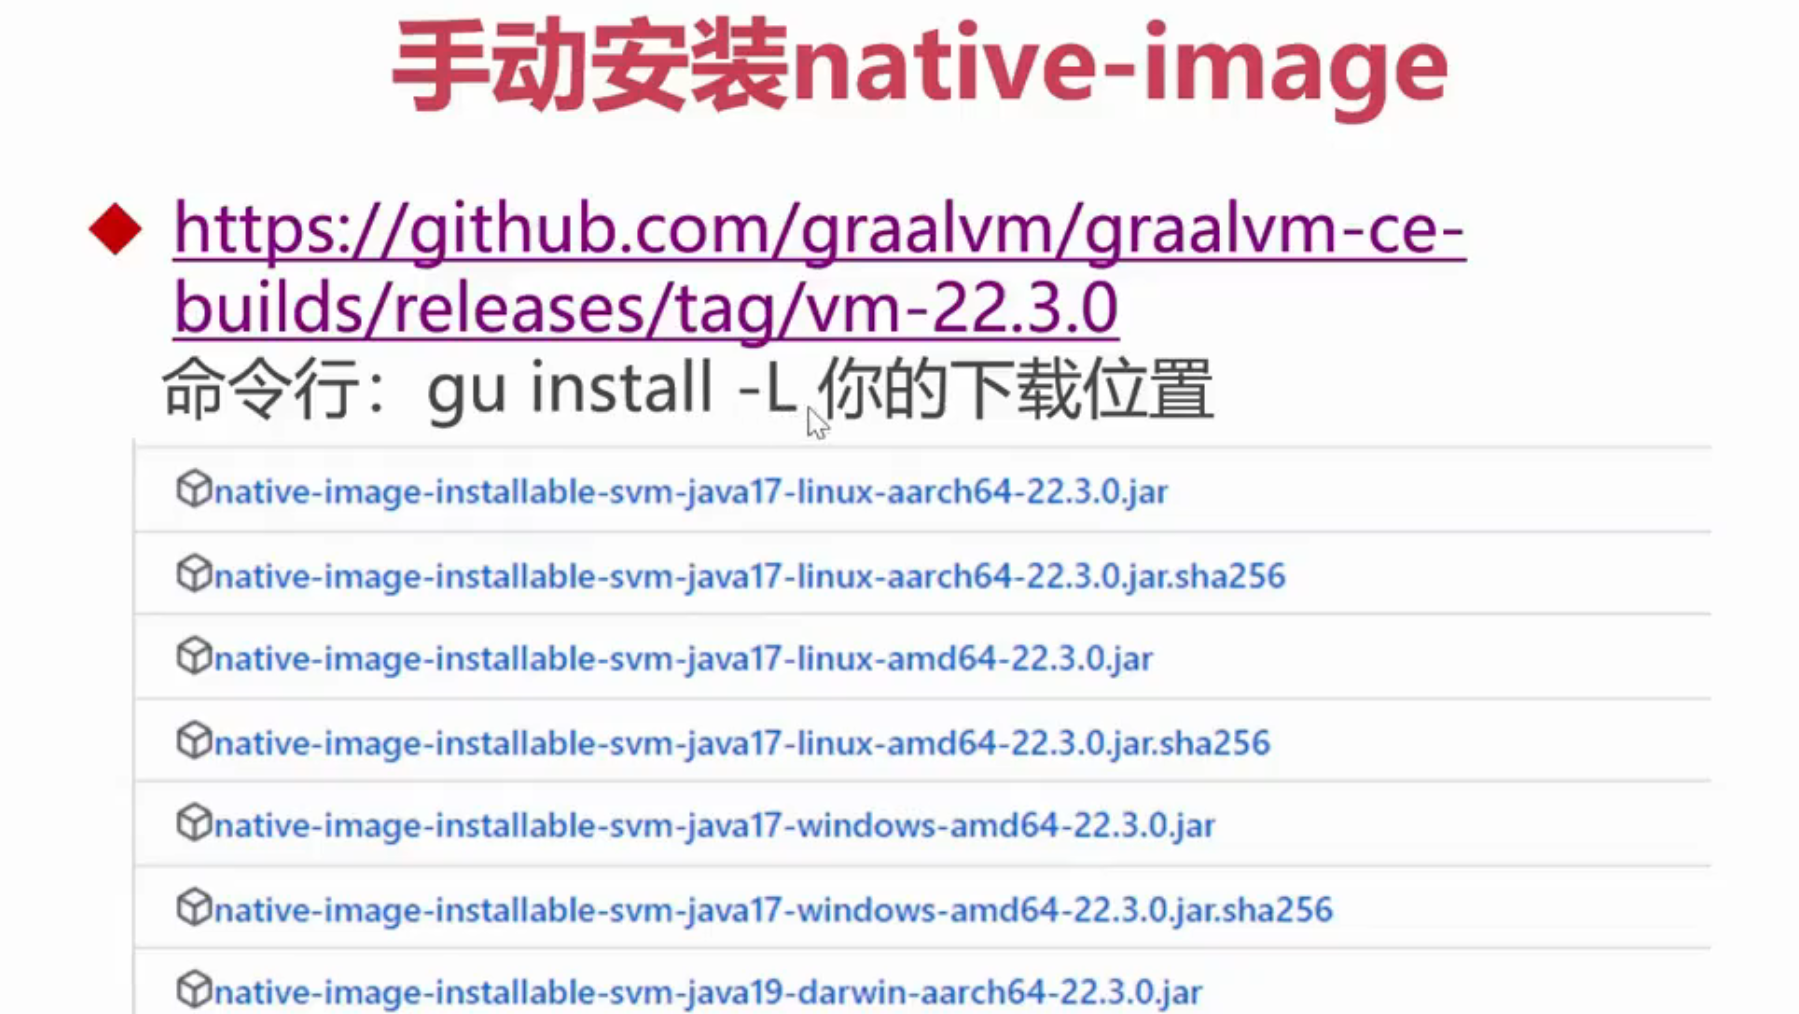 手动安装native-image
https://github.com/graalvm/graalvm-ce-
builds/releases/tag/vm-22.3.0
命令行：gu install -L 你的下载位置
native-image-installable-svm-java17-linux-aarch64-22.3.0.jar
native-image-installable-svm-java17-linux-aarch64-22.3.0.jar.sha256
native-image-installable-svm-java17-linux-amd64-22.3.0.jar
native-image-installable-svm-java17-linux-amd64-22.3.0.jar.sha256
native-image-installable-svm-java17-windows-amd64-22.3.0.jar
native-image-installable-svm-java17-windows-amd64-22.3.0.jar.sha256
native-image-installable-svm-java19-darwin-aarch64-22.3.0.jar